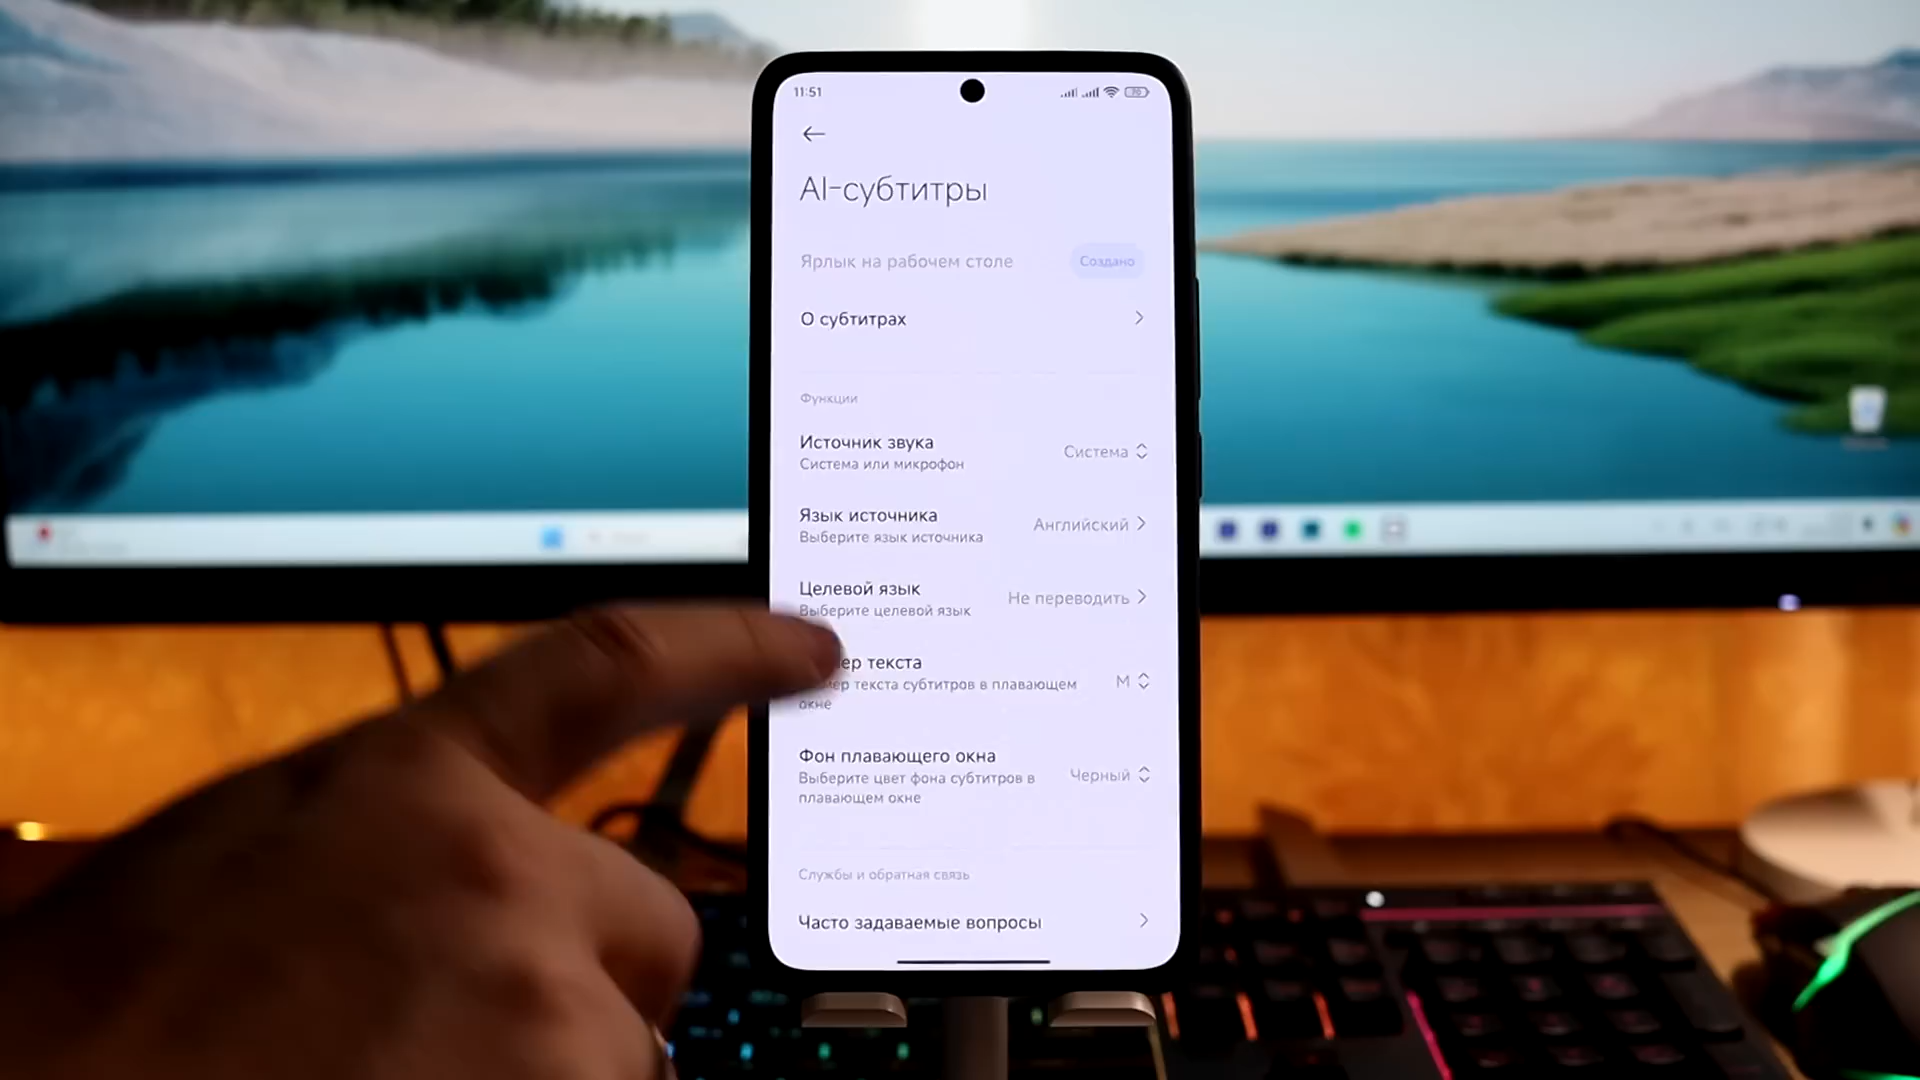 11:51
70
AI-субтитры
Ярлык на рабочем столе
Создано
О субтитрах
Функции
Источник звука
Система или микрофон
Система
Язык источника
Выберите язык источника
Английский
Целевой язык
Выберите целевой язык
Не переводить
ер текста
ер текста субтитров в плавающем
окне
M
Фон плавающего окна
Выберите цвет фона субтитров в
плавающем окне
Черный
Службы и обратная связь
Часто задаваемые вопросы